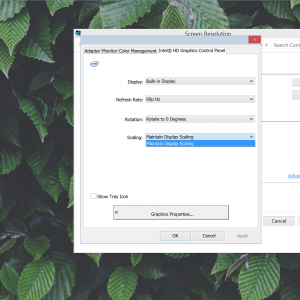 Screen Resolution
Search Cont
Adapter Monitor Color Management Intel® HD Graphics Control Panel
Display: Built-in Display
Refresh Rate: 60p Hz
Rotation: Rotate to 0 Degrees
Scaling: Maintain Display Scaling
Maintain Display Scaling
Advan
Show Tray Icon
Graphics Properties...
Cancel
OK Cancel Apply